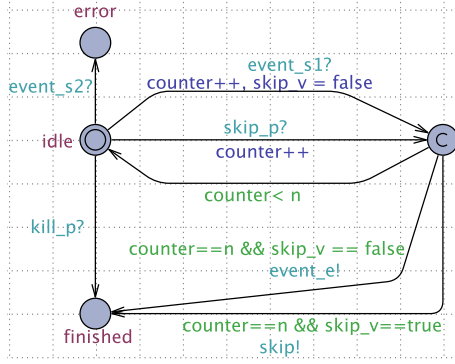 error
event_s1?
event_s2?
counter++, skip_v = false
skip_p?
idle
C
counter++
counter< n
kill_p?
counter==n && skip_v == false
event_e!
counter==n && skip_v==true
finished
skip!